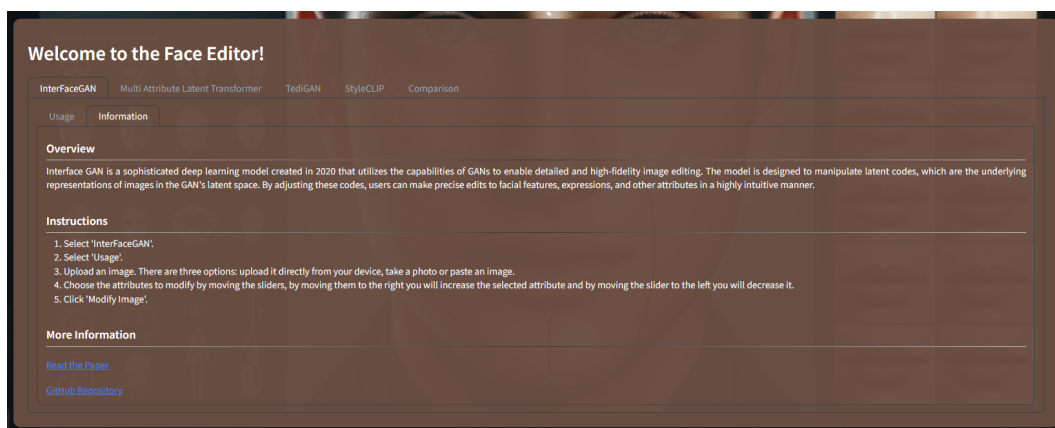 Welcome to the Face Editor!
InterFaceGAN Multi Attribute Latent Transformer TediGAN StyleCLIP Comparison
Usage Information
Overview
Interface GAN is a sophisticated deep learning model created in 2020 that utilizes the capabilities of GANs to enable detailed and high-fidelity image editing. The model is designed to manipulate latent codes, which are the underlying
representations of images in the GAN's latent space. By adjusting these codes, users can make precise edits to facial features, expressions, and other attributes in a highly intuitive manner.
Instructions
1. Select 'InterFaceGAN'.
2. Select 'Usage'.
3. Upload an image. There are three options: upload it directly from your device, take a photo or paste an image.
4. Choose the attributes to modify by moving the sliders, by moving them to the right you will increase the selected attribute and by moving the slider to the left you will decrease it.
5. Click 'Modify Image'.
More Information
Read the Paper
GitHub Repository